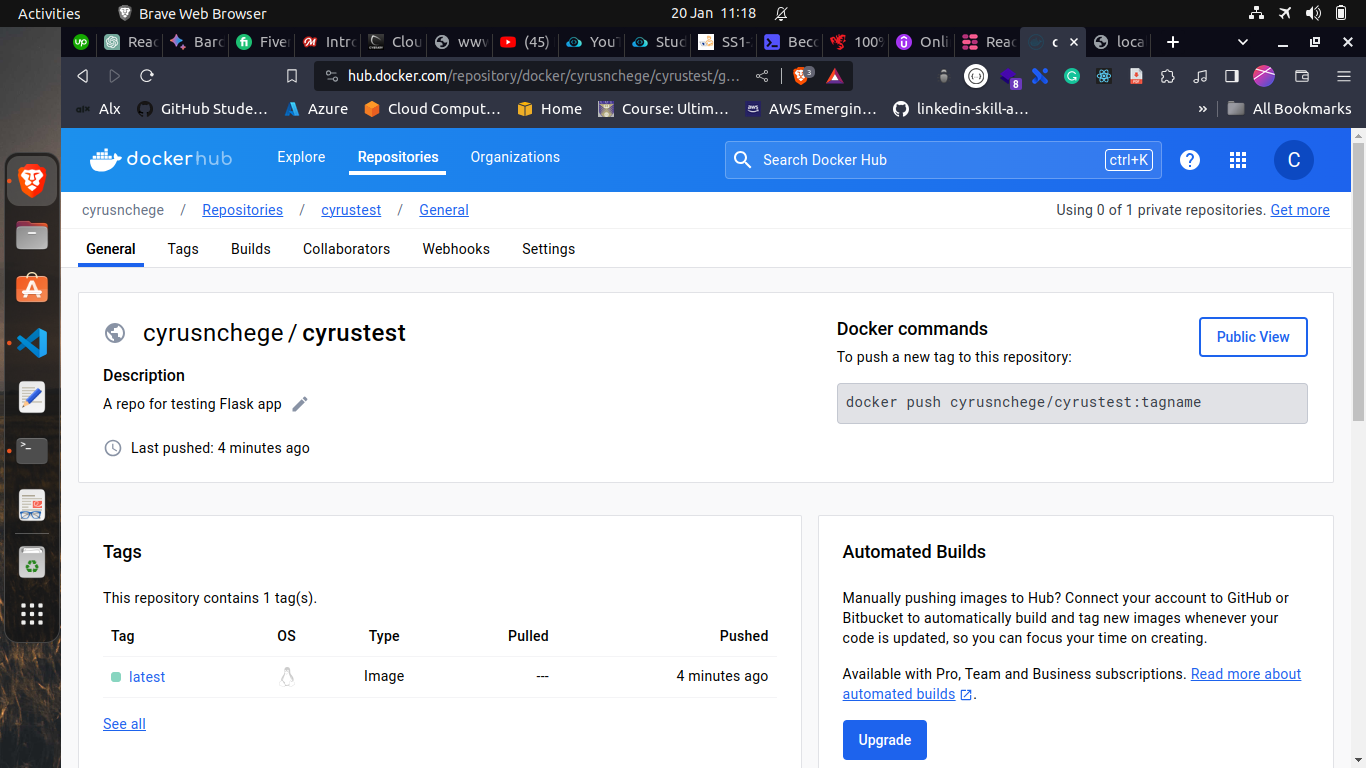 Activities Brave Web Browser 20 Jan 11:18
up Reac Barc fi Fiver Intro Clou www (45) YouT Stud SS1- Becc 100% Onli Reac c loca
hub.docker.com/repository/docker/cyrusnchege/cyrustest/g… 3 8
Alx GitHub Stude… Azure Cloud Comput… Home Course: Ultim… aws AWS Emergin… linkedin-skill-a… » All Bookmarks
dockerhub Explore Repositories Organizations Search Docker Hub ctrl+K ? C
cyrusnchege / Repositories / cyrustest / General Using 0 of 1 private repositories. Get more
General Tags Builds Collaborators Webhooks Settings
cyrusnchege / cyrustest
Description
A repo for testing Flask app
Last pushed: 4 minutes ago
Docker commands
Public View
To push a new tag to this repository:
docker push cyrusnchege/cyrustest:tagname
Tags
This repository contains 1 tag(s).
Tag OS Type Pulled Pushed
latest Image --- 4 minutes ago
See all
Automated Builds
Manually pushing images to Hub? Connect your account to GitHub or
Bitbucket to automatically build and tag new images whenever your
code is updated, so you can focus your time on creating.
Available with Pro, Team and Business subscriptions. Read more about
automated builds .
Upgrade